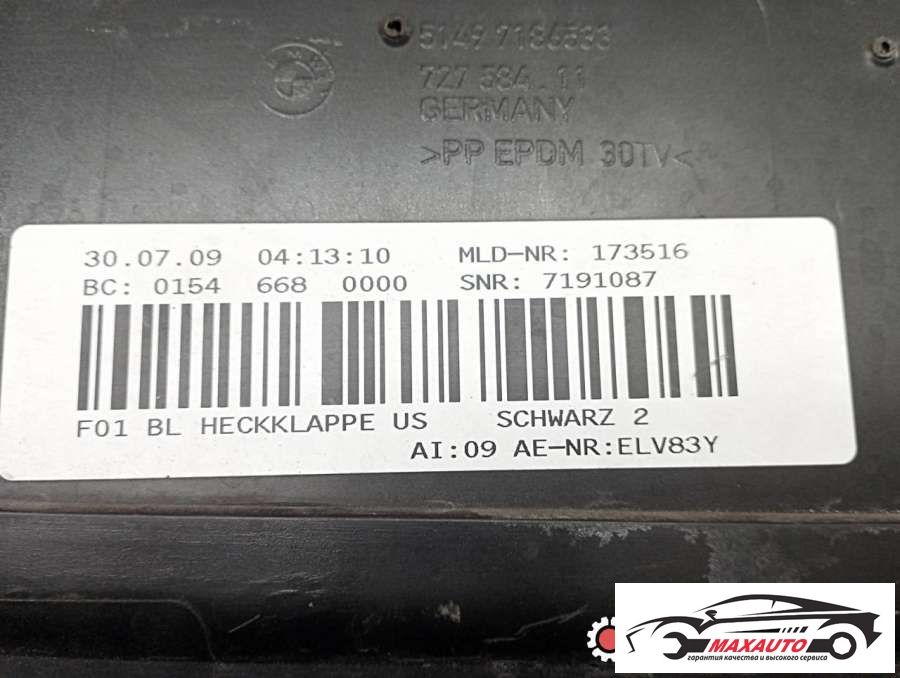 5149 7186533
727 584.11
GERMANY
>PP EPDM 30TV<
30.07.09 04:13:10 MLD-NR: 173516
BC: 0154 668 0000 SNR: 7191087
F01 BL HECKKLAPPE US SCHWARZ 2
AI:09 AE-NR:ELV83Y
MAXAUTO
гарантия качества и высокого сервиса